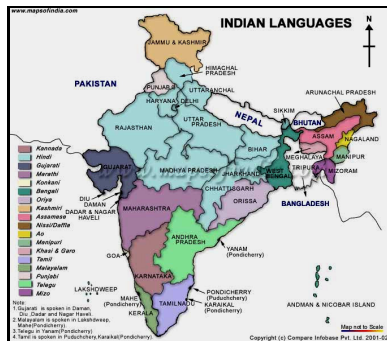 www.mapsofindia.com
INDIAN LANGUAGES
N
JAMMU & KASHMIR
HIMACHAL
PRADESH
PAKISTAN
PUNJAB
UTTARANCHAL
HARYANA
DELHI
ARUNACHAL PRADESH
NEPAL
SIKKIM
BHUTAN
RAJASTHAN
UTTAR
PRADESH
ASSAM
NAGALAND
BIHAR
MEGHALAYA
MANIPUR
Kannada
Hindi
Gujarati
Marathi
Konkani
Bengali
Oriya
Kashmiri
Assamese
Nissi/Daffle
Ao
Manipuri
Khasi & Garo
Tamil
Malayalam
Punjabi
Telegu
Mizo
GUJARAT
MADHYA PRADESH
JHARKHAND
WEST
BENGAL
TRIPURA
MIZORAM
BANGLADESH
DIU
DAMAN
DADAR & NAGAR
HAVELI
CHHATTISGARH
ORISSA
MAHARASHTRA
ANDHRA
PRADESH
YANAM
(Pondicherry)
GOA
KARNATAKA
LAKSHDWEEP
MAHE
(Pondicherry)
KERALA
TAMILNADU
PONDICHERRY
(Puduchcherry)
KARAIKAL
(Pondicherry)
ANDMAN & NICOBAR ISLAND
Note:
1.Gujarati is spoken in Daman,
Diu ,Dadar and Nagar Haveli.
2.Malayalam is spoken in Lakshdweep,
Mahe(Pondicherry).
3.Telegu in Yanam(Pondicherry)
4.Tamil is spoken in Puduchery,Karaikal(Pondicherry).
Map not to Scale
Copyright (c) Compare Infobase Pvt. Ltd. 2001-02